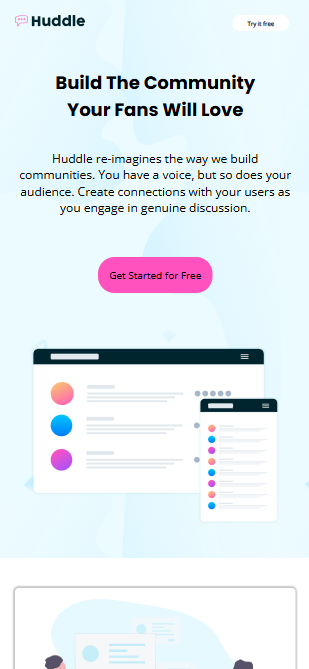 Huddle
Try it free
Build The Community
Your Fans Will Love
Huddle re-imagines the way we build
communities. You have a voice, but so does your
audience. Create connections with your users as
you engage in genuine discussion.
Get Started for Free